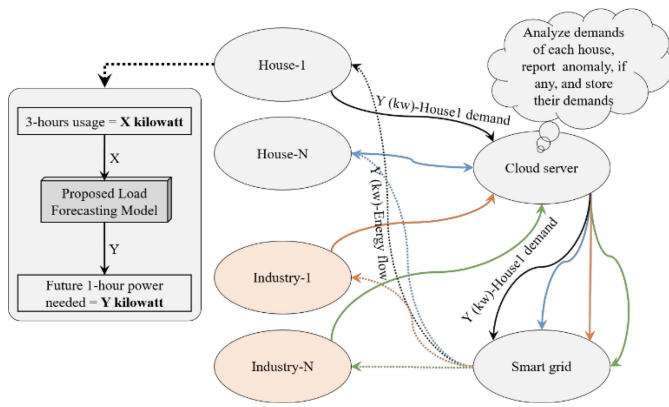 Analyze demands
of each house,
report anomaly, if
any, and store
their demands
House-1
3-hours usage = X kilowatt
X
Proposed Load
Forecasting Model
Y
Future 1-hour power
needed = Y kilowatt
Y (kw)-House1 demand
House-N
Cloud server
Y (kw)-Energy flow
Industry-1
Y (kw)-House1 demand
Industry-N
Smart grid